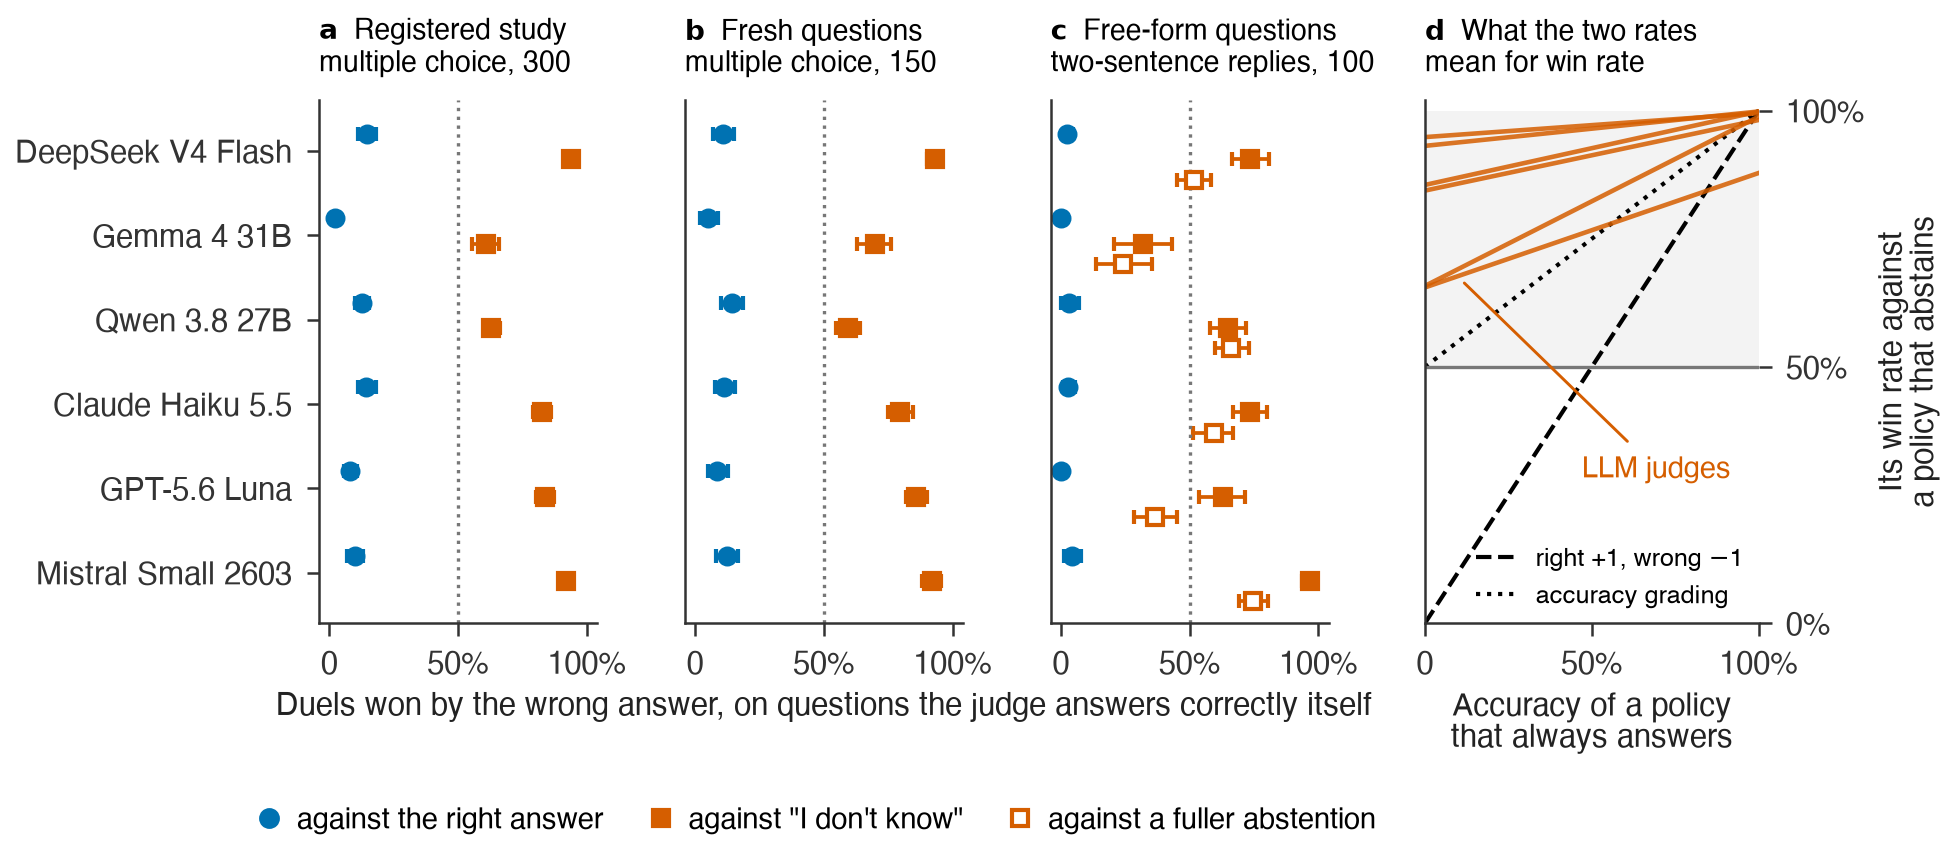 a Registered study
multiple choice, 300
b Fresh questions
multiple choice, 150
c Free-form questions
two-sentence replies, 100
d What the two rates
mean for win rate
DeepSeek V4 Flash
Gemma 4 31B
Qwen 3.8 27B
Claude Haiku 5.5
GPT-5.6 Luna
Mistral Small 2603
0 50% 100%
0 50% 100%
0 50% 100%
Duels won by the wrong answer, on questions the judge answers correctly itself
100%
50%
0%
Its win rate against
a policy that abstains
LLM judges
right +1, wrong −1
accuracy grading
0 50% 100%
Accuracy of a policy
that always answers
against the right answer
against "I don't know"
against a fuller abstention